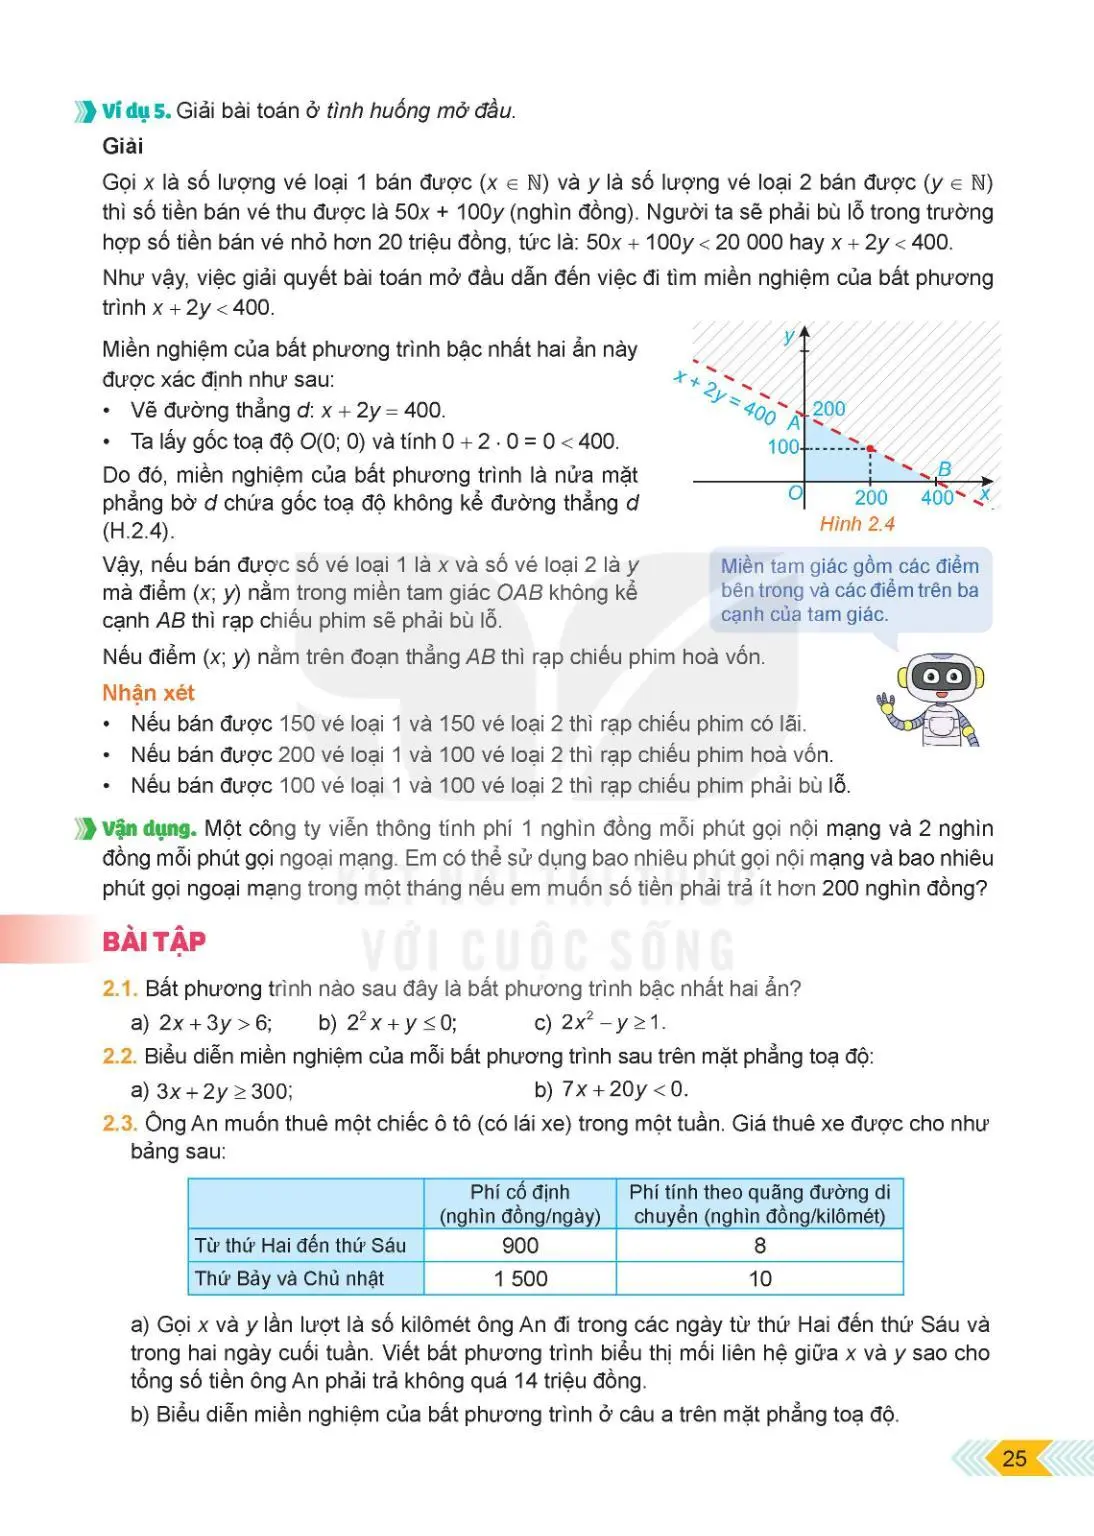 Ví dụ 5. Giải bài toán ở tình huống mở đầu.
Giải
Gọi x là số lượng vé loại 1 bán được (x ∈ ℕ) và y là số lượng vé loại 2 bán được (y ∈ ℕ)
thì số tiền bán vé thu được là 50x + 100y (nghìn đồng). Người ta sẽ phải bù lỗ trong trường
hợp số tiền bán vé nhỏ hơn 20 triệu đồng, tức là: 50x + 100y < 20 000 hay x + 2y < 400.
Như vậy, việc giải quyết bài toán mở đầu dẫn đến việc đi tìm miền nghiệm của bất phương
trình x + 2y < 400.
Miền nghiệm của bất phương trình bậc nhất hai ẩn này
được xác định như sau:
• Vẽ đường thẳng d: x + 2y = 400.
• Ta lấy gốc toạ độ O(0; 0) và tính 0 + 2 · 0 = 0 < 400.
Do đó, miền nghiệm của bất phương trình là nửa mặt
phẳng bờ d chứa gốc toạ độ không kể đường thẳng d
(H.2.4).
y
x + 2y = 400
A
200
100
B
O
200
400
x
Hình 2.4
Vậy, nếu bán được số vé loại 1 là x và số vé loại 2 là y
mà điểm (x; y) nằm trong miền tam giác OAB không kể
cạnh AB thì rạp chiếu phim sẽ phải bù lỗ.
Miền tam giác gồm các điểm
bên trong và các điểm trên ba
cạnh của tam giác.
Nếu điểm (x; y) nằm trên đoạn thẳng AB thì rạp chiếu phim hoà vốn.
Nhận xét
• Nếu bán được 150 vé loại 1 và 150 vé loại 2 thì rạp chiếu phim có lãi.
• Nếu bán được 200 vé loại 1 và 100 vé loại 2 thì rạp chiếu phim hoà vốn.
• Nếu bán được 100 vé loại 1 và 100 vé loại 2 thì rạp chiếu phim phải bù lỗ.
Vận dụng. Một công ty viễn thông tính phí 1 nghìn đồng mỗi phút gọi nội mạng và 2 nghìn
đồng mỗi phút gọi ngoại mạng. Em có thể sử dụng bao nhiêu phút gọi nội mạng và bao nhiêu
phút gọi ngoại mạng trong một tháng nếu em muốn số tiền phải trả ít hơn 200 nghìn đồng?
KẾT NỐI TRI THỨC
VỚI CUỘC SỐNG
BÀI TẬP
2.1. Bất phương trình nào sau đây là bất phương trình bậc nhất hai ẩn?
a) 2x + 3y > 6; b) 2²x + y ≤ 0; c) 2x² − y ≥ 1.
2.2. Biểu diễn miền nghiệm của mỗi bất phương trình sau trên mặt phẳng toạ độ:
a) 3x + 2y ≥ 300; b) 7x + 20y < 0.
2.3. Ông An muốn thuê một chiếc ô tô (có lái xe) trong một tuần. Giá thuê xe được cho như
bảng sau:
Phí cố định Phí tính theo quãng đường di
(nghìn đồng/ngày) chuyển (nghìn đồng/kilômét)
Từ thứ Hai đến thứ Sáu 900 8
Thứ Bảy và Chủ nhật 1 500 10
a) Gọi x và y lần lượt là số kilômét ông An đi trong các ngày từ thứ Hai đến thứ Sáu và
trong hai ngày cuối tuần. Viết bất phương trình biểu thị mối liên hệ giữa x và y sao cho
tổng số tiền ông An phải trả không quá 14 triệu đồng.
b) Biểu diễn miền nghiệm của bất phương trình ở câu a trên mặt phẳng toạ độ.
25